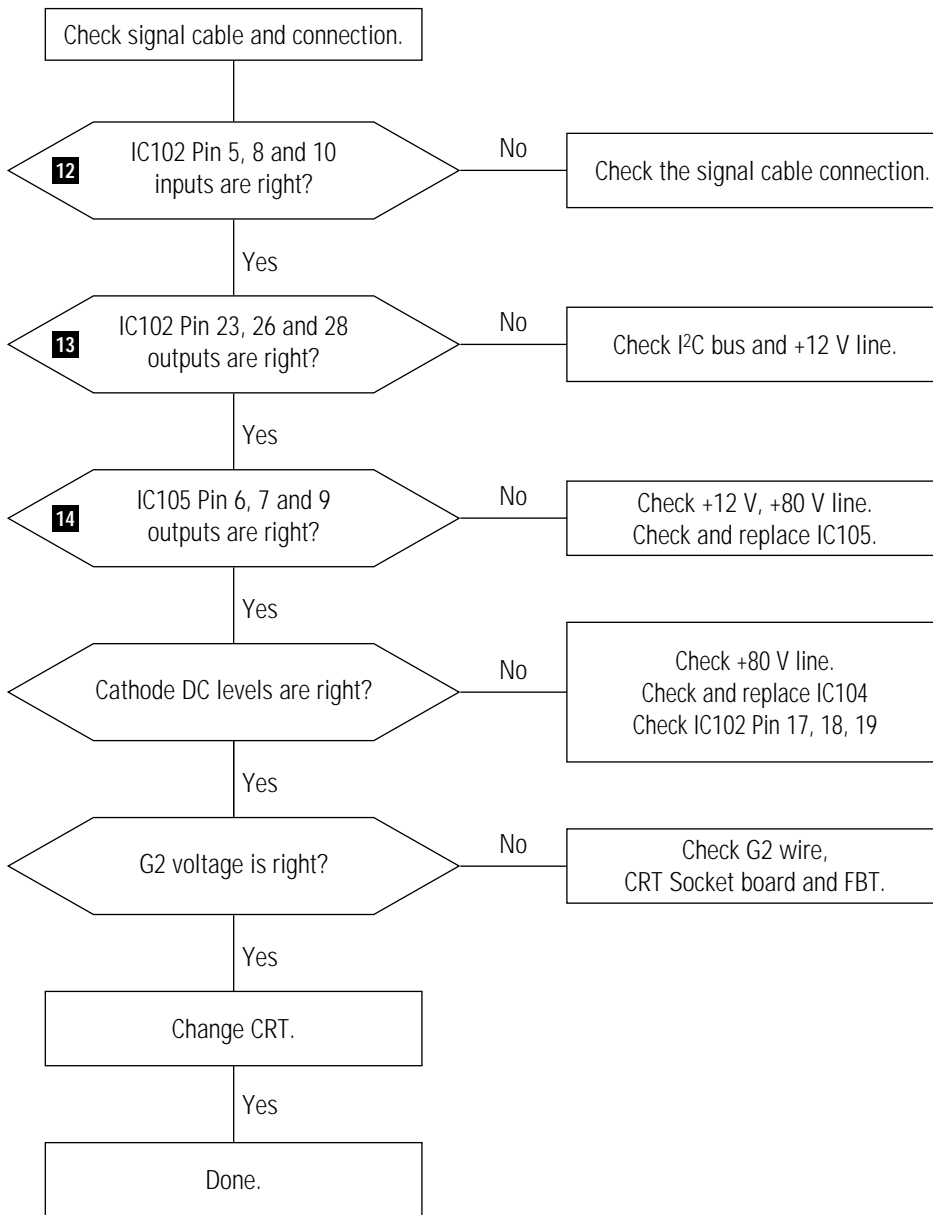 Check signal cable and connection.
12
IC102 Pin 5, 8 and 10
inputs are right?
No
Check the signal cable connection.
Yes
13
IC102 Pin 23, 26 and 28
outputs are right?
No
Check I²C bus and +12 V line.
Yes
14
IC105 Pin 6, 7 and 9
outputs are right?
No
Check +12 V, +80 V line.
Check and replace IC105.
Yes
Cathode DC levels are right?
No
Check +80 V line.
Check and replace IC104
Check IC102 Pin 17, 18, 19
Yes
G2 voltage is right?
No
Check G2 wire,
CRT Socket board and FBT.
Yes
Change CRT.
Yes
Done.